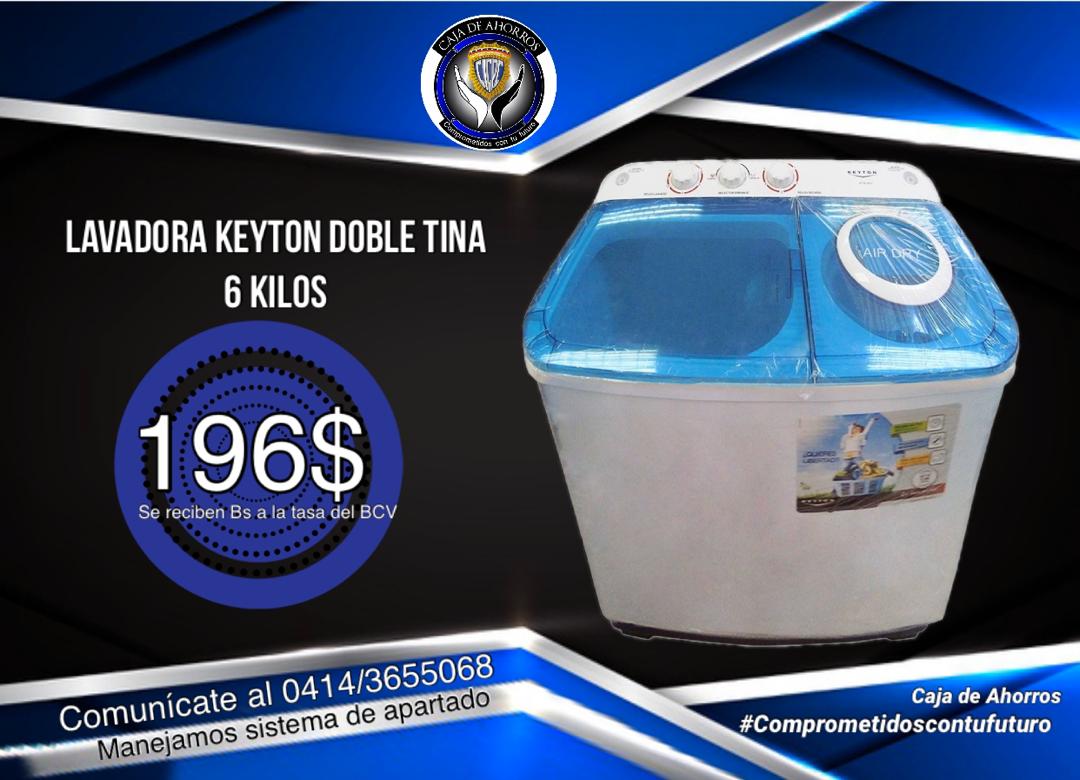 CAJA DE AHORROS
Comprometidos con tu futuro
KEYTON
AIR DRY
LAVADORA KEYTON DOBLE TINA
6 KILOS
196$
Se reciben Bs a la tasa del BCV
¿QUIERES
LIBERTAD?
KEYTON
Comunícate al 0414/3655068
Manejamos sistema de apartado
Caja de Ahorros
#Comprometidoscontufuturo